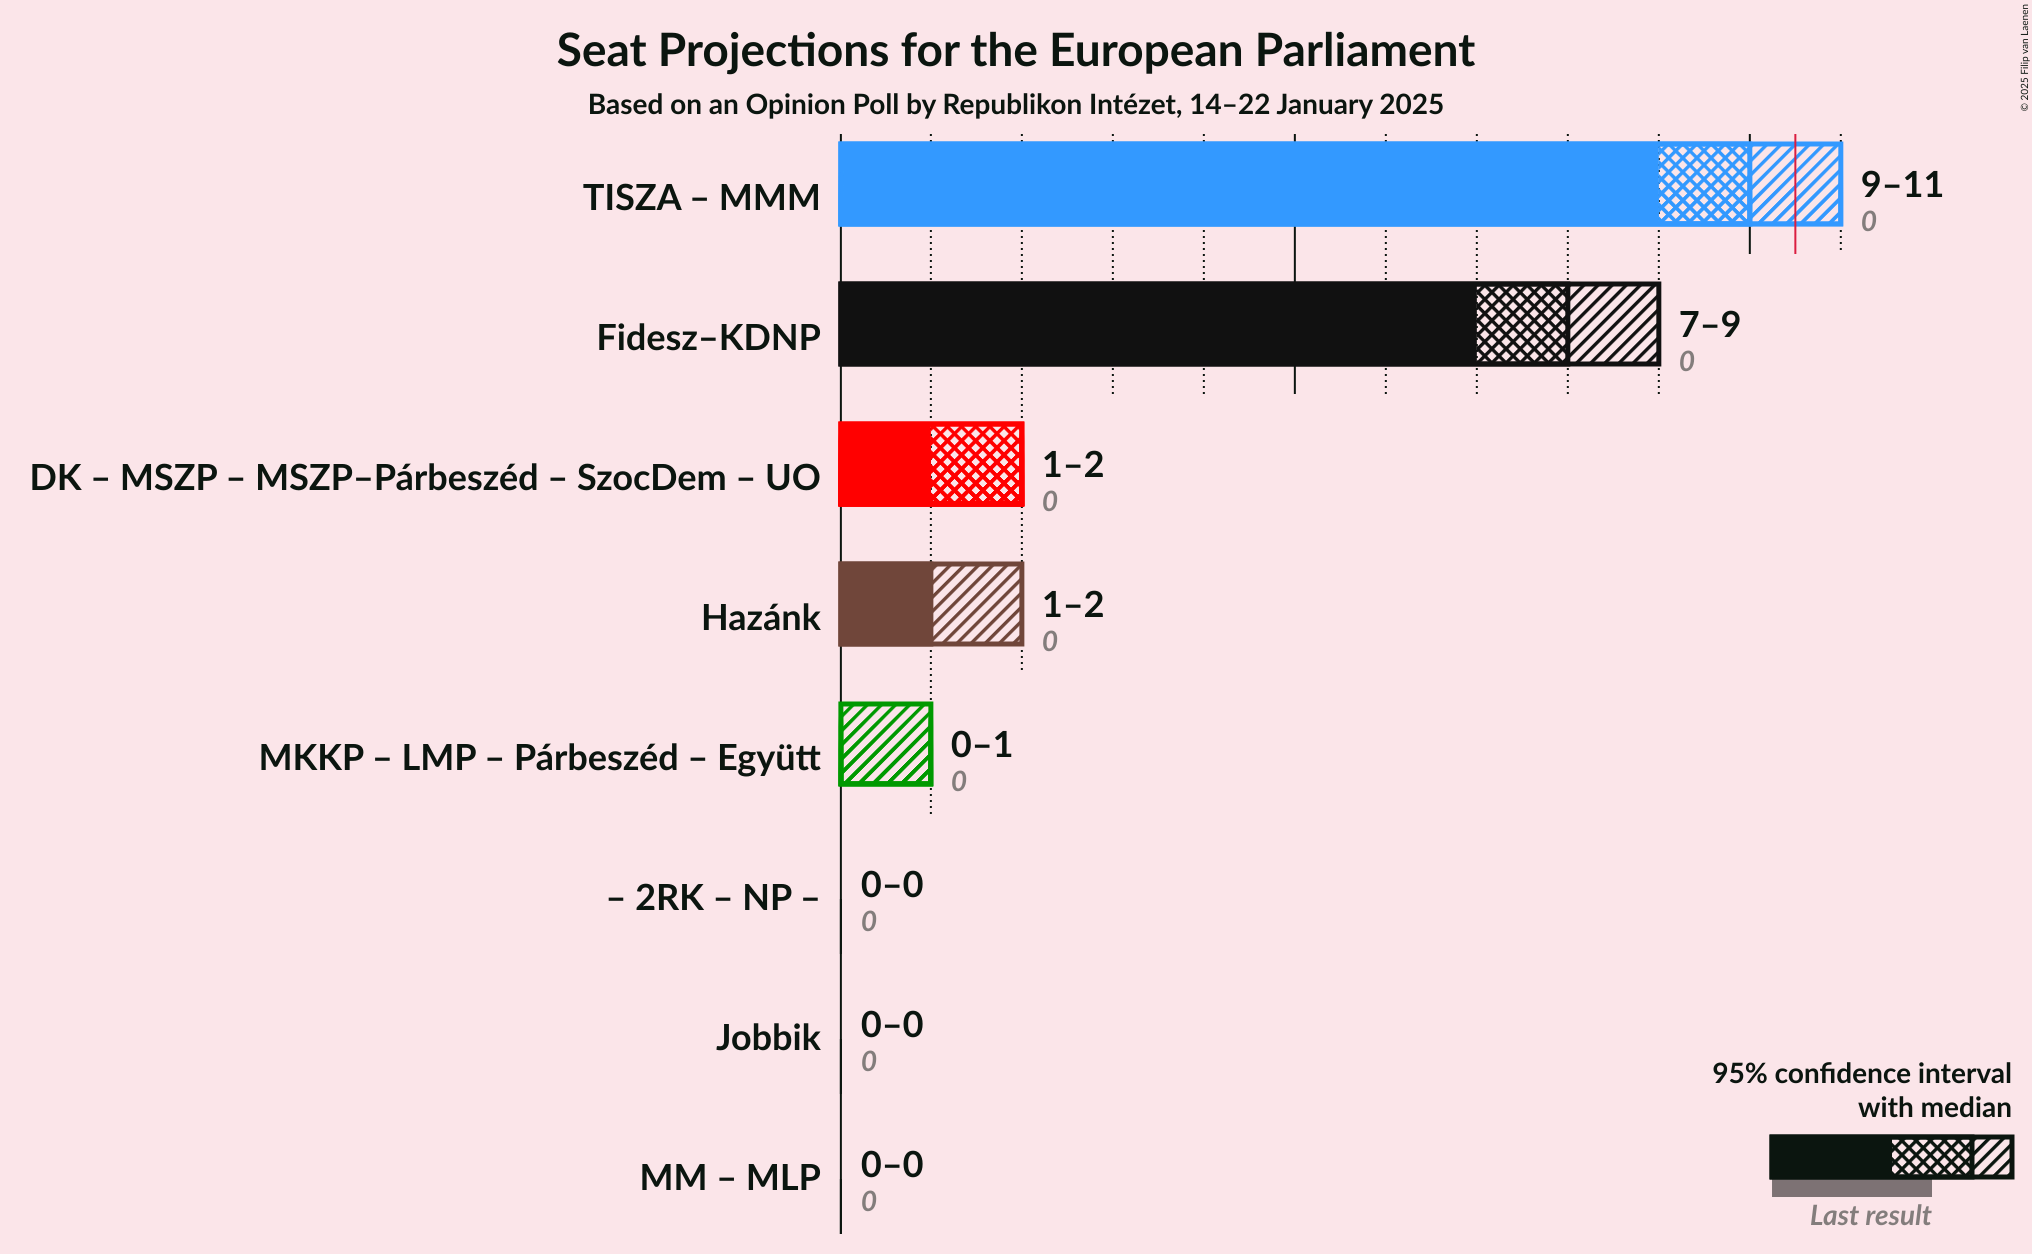 Seat Projections for the European Parliament
Based on an Opinion Poll by Republikon Intézet, 14–22 January 2025
© 2025 Filip van Laenen
TISZA – MMM
9–11
0
Fidesz–KDNP
7–9
0
DK – MSZP – MSZP–Párbeszéd – SzocDem – UO
1–2
0
Hazánk
1–2
0
MKKP – LMP – Párbeszéd – Együtt
0–1
0
– 2RK – NP –
0–0
0
Jobbik
0–0
0
MM – MLP
0–0
0
95% confidence interval
with median
Last result